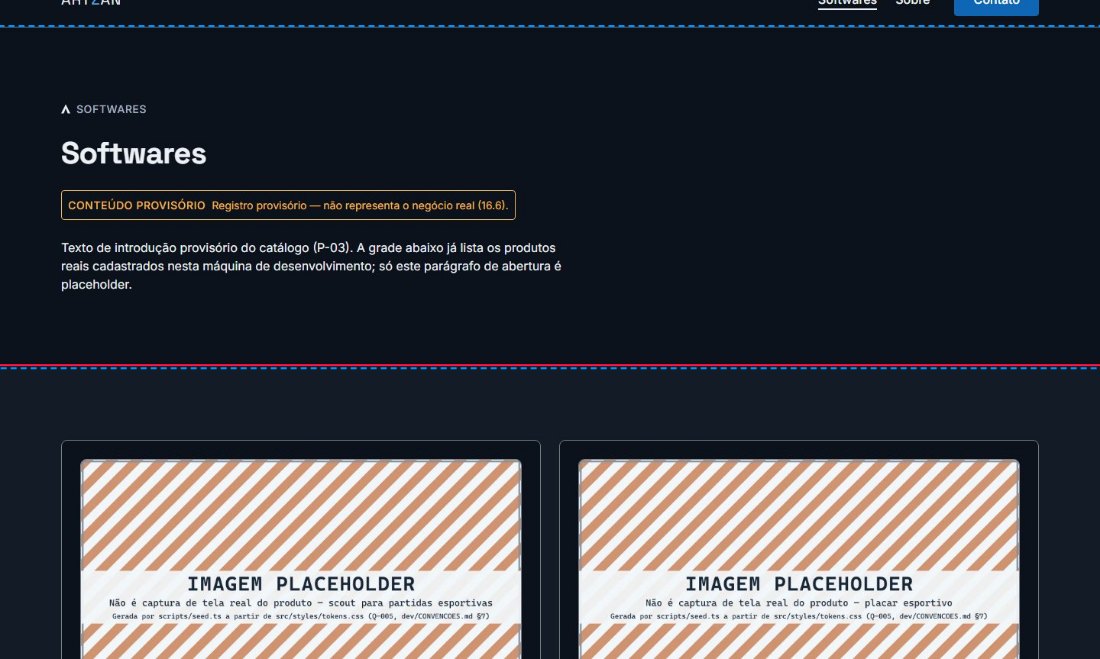 ARTZAN
Softwares Sobre Contato
SOFTWARES
Softwares
CONTEÚDO PROVISÓRIO Registro provisório — não representa o negócio real (16.6).
Texto de introdução provisório do catálogo (P-03). A grade abaixo já lista os produtos
reais cadastrados nesta máquina de desenvolvimento; só este parágrafo de abertura é
placeholder.
IMAGEM PLACEHOLDER
Não é captura de tela real do produto — scout para partidas esportivas
Gerada por scripts/seed.ts a partir de src/styles/tokens.css (Q-005, dev/CONVENCOES.md §7)
IMAGEM PLACEHOLDER
Não é captura de tela real do produto — placar esportivo
Gerada por scripts/seed.ts a partir de src/styles/tokens.css (Q-005, dev/CONVENCOES.md §7)